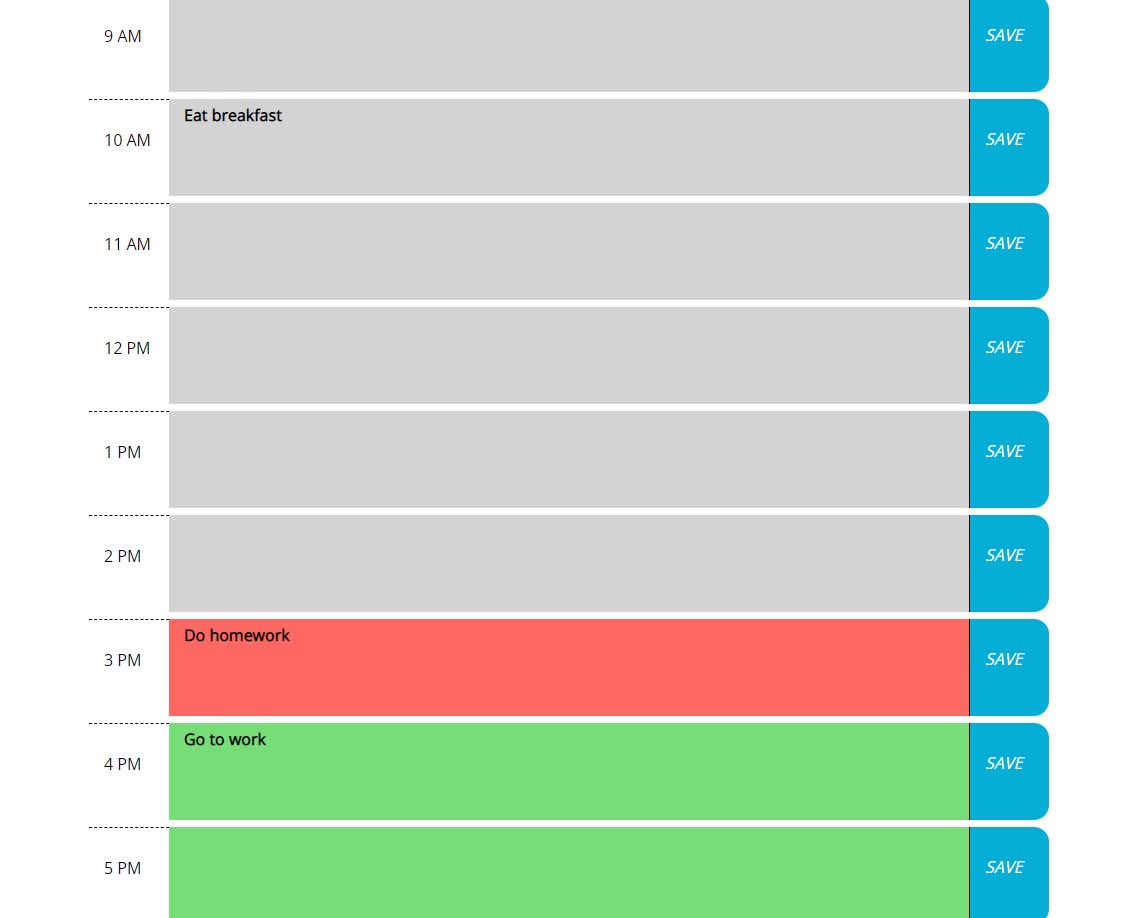 9 AM SAVE
Eat breakfast
10 AM SAVE
11 AM SAVE
12 PM SAVE
1 PM SAVE
2 PM SAVE
Do homework
3 PM SAVE
Go to work
4 PM SAVE
5 PM SAVE